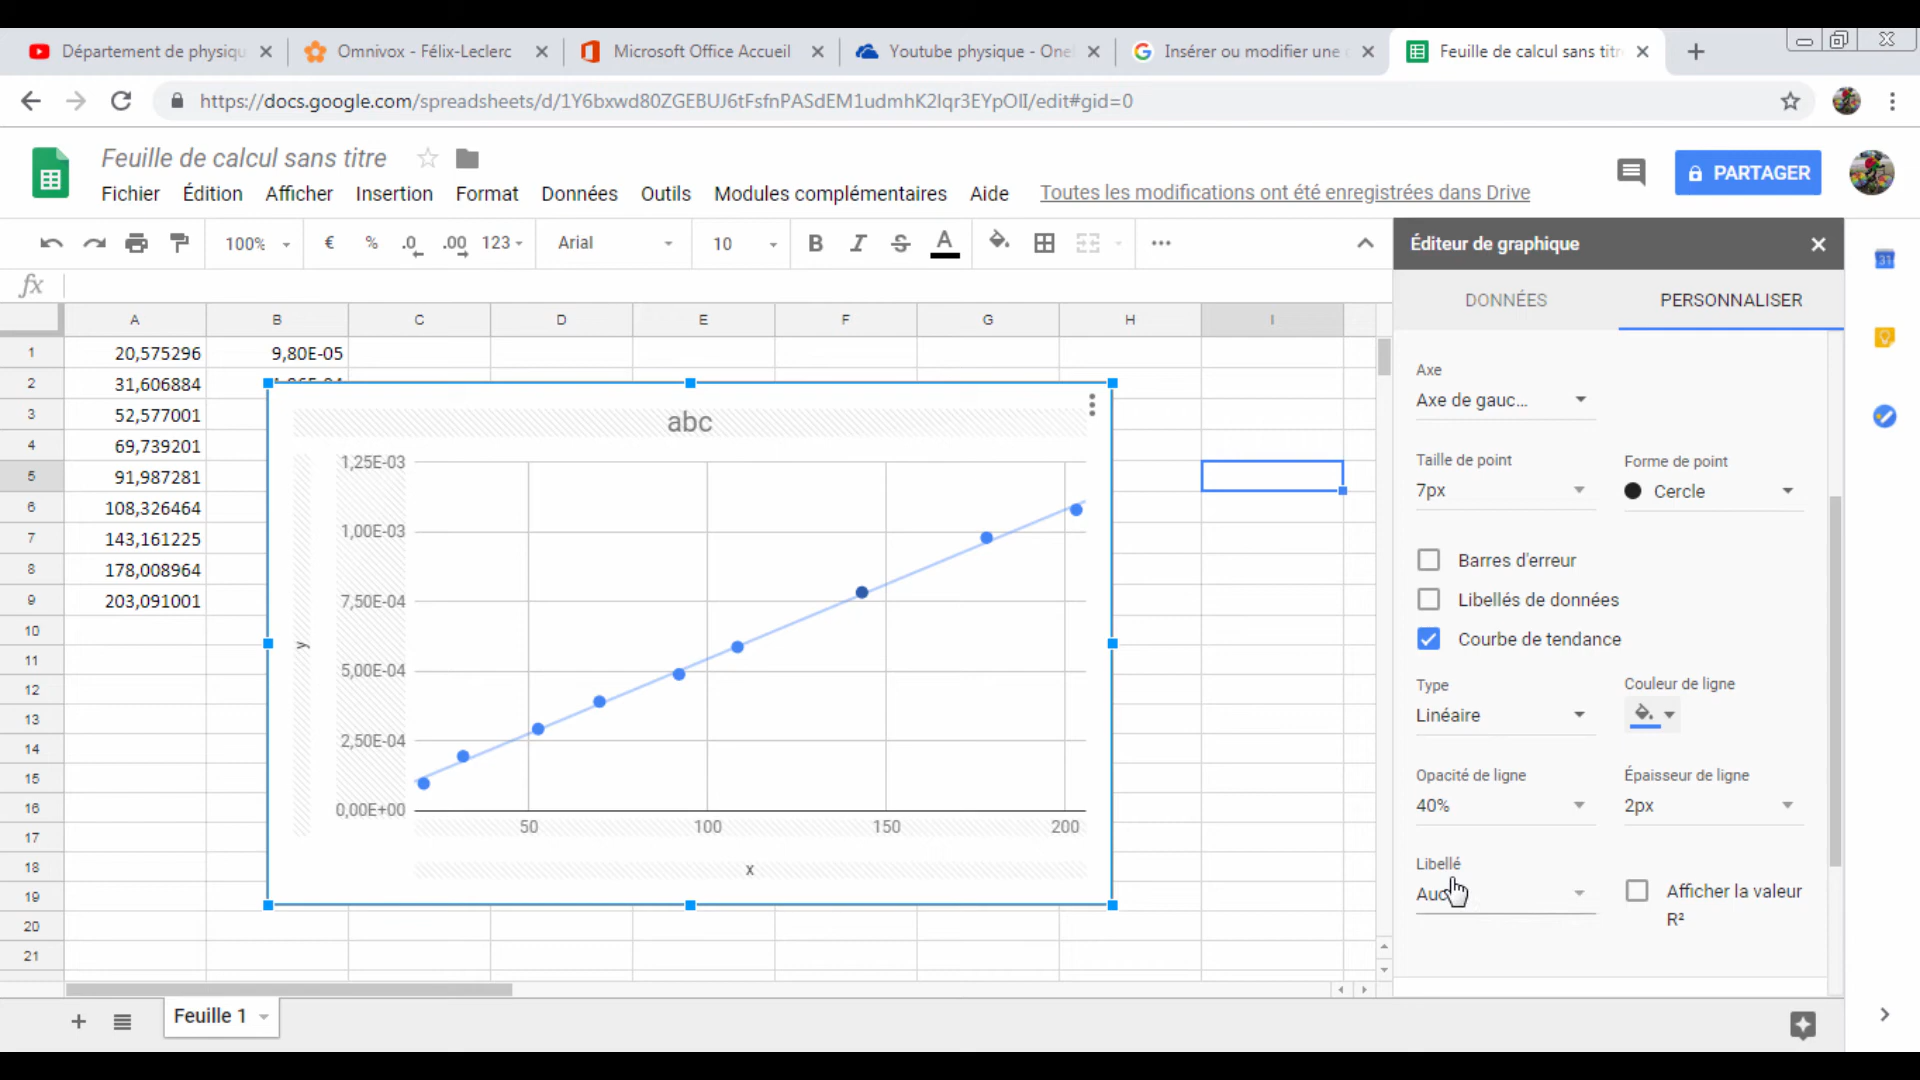 Département de physiqu
Omnivox - Félix-Leclerc
Microsoft Office Accueil
Youtube physique - One
Insérer ou modifier une
Feuille de calcul sans titr
https://docs.google.com/spreadsheets/d/1Y6bxwd80ZGEBUJ6tFsfnPASdEM1udmhK2lqr3EYpOlI/edit#gid=0
Feuille de calcul sans titre
PARTAGER
Fichier Édition Afficher Insertion Format Données Outils Modules complémentaires Aide Toutes les modifications ont été enregistrées dans Drive
100% € % .0 .00 123 Arial 10 B I S A
fx
Éditeur de graphique
31
DONNÉES PERSONNALISER
A B C D E F G H I
1 20,575296 9,80E-05
2 31,606884
3 52,577001
4 69,739201
5 91,987281
6 108,326464
7 143,161225
8 178,008964
9 203,091001
10
11
12
13
14
15
16
17
18
19
20
21
abc
1,25E-03
1,00E-03
7,50E-04
5,00E-04
2,50E-04
0,00E+00
y
50 100 150 200
x
Axe
Axe de gauc...
Taille de point Forme de point
7px Cercle
Barres d'erreur
Libellés de données
Courbe de tendance
Type Couleur de ligne
Linéaire
Opacité de ligne Épaisseur de ligne
40% 2px
Libellé
Afficher la valeur
R²
Feuille 1